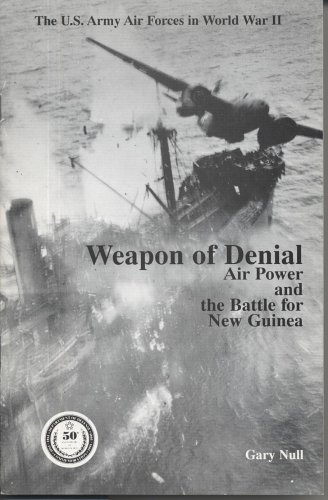 The U.S. Army Air Forces in World War II
Weapon of Denial
Air Power
and
the Battle for
New Guinea
50
Gary Null